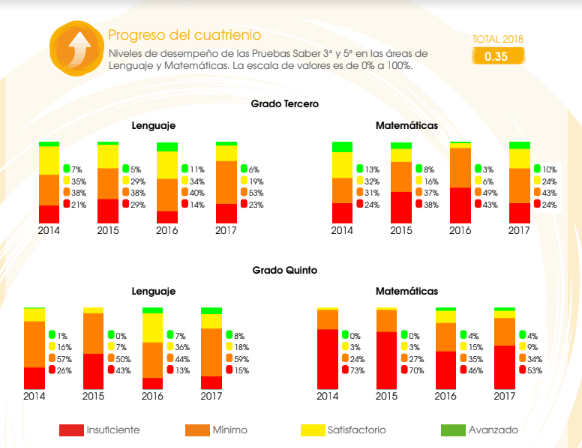 Progreso del cuatrienio
TOTAL 2018
Niveles de desempeño de las Pruebas Saber 3° y 5° en las áreas de
Lenguaje y Matemáticas. La escala de valores es de 0% a 100%.
0.35
Grado Tercero
Lenguaje Matemáticas
7% 5% 11% 6% 13% 8% 3% 10%
35% 29% 34% 19% 32% 16% 6% 24%
38% 38% 40% 53% 31% 37% 49% 43%
21% 29% 14% 23% 24% 38% 43% 24%
2014 2015 2016 2017 2014 2015 2016 2017
Grado Quinto
Lenguaje Matemáticas
1% 0% 7% 8% 0% 0% 4% 4%
16% 7% 36% 18% 3% 3% 15% 9%
57% 50% 44% 59% 24% 27% 35% 34%
26% 43% 13% 15% 73% 70% 46% 53%
2014 2015 2016 2017 2014 2015 2016 2017
Insuficiente Mínimo Satisfactorio Avanzado